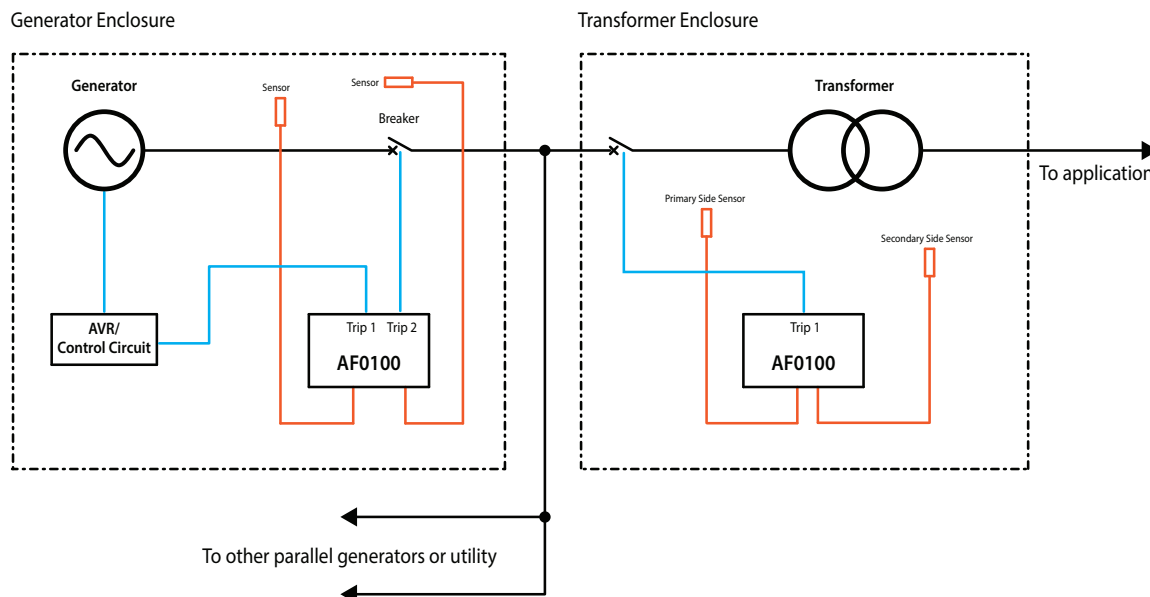 Generator Enclosure
Transformer Enclosure
Generator
Sensor
Sensor
Breaker
Transformer
To application
Primary Side Sensor
Secondary Side Sensor
AVR/
Control Circuit
Trip 1 Trip 2
AF0100
Trip 1
AF0100
To other parallel generators or utility